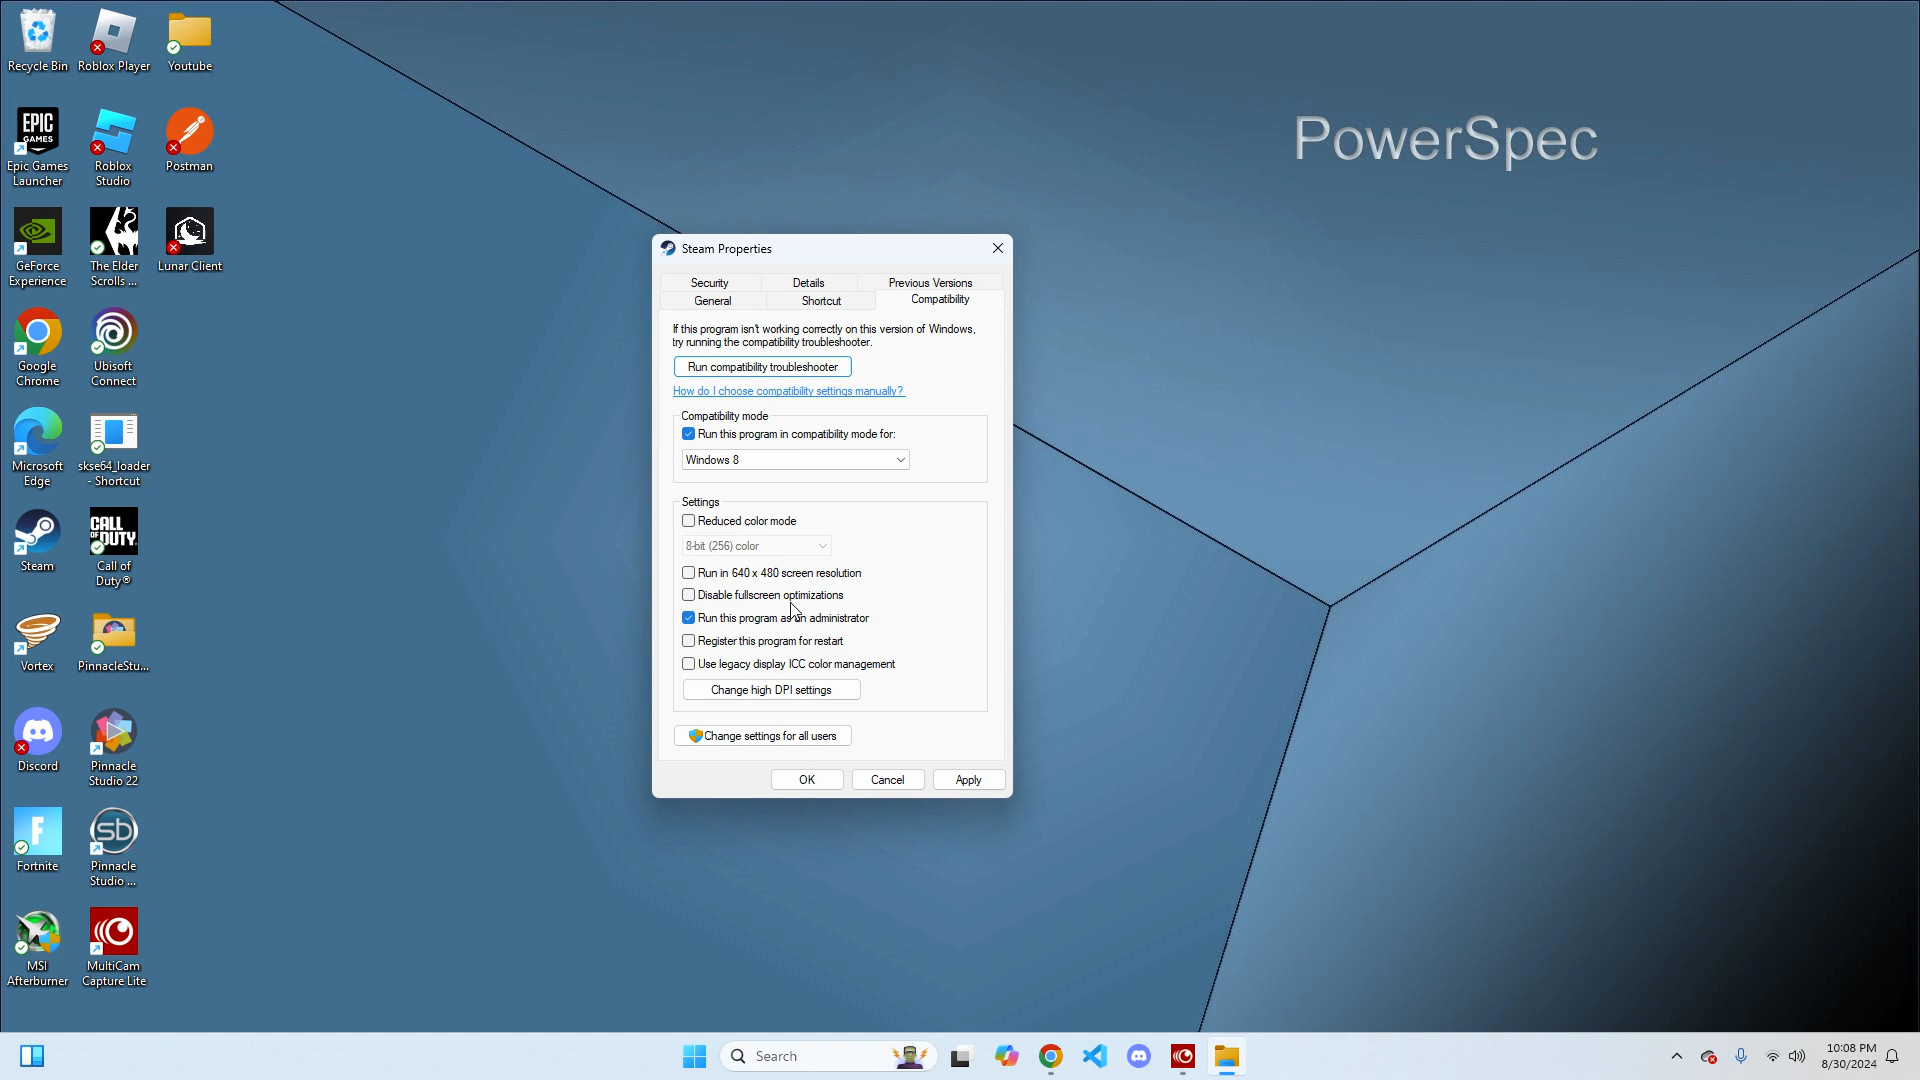 Recycle Bin
Roblox Player
Youtube
EPIC
GAMES
Epic Games
Launcher
Roblox
Studio
Postman
GeForce
Experience
The Elder
Scrolls ...
Lunar Client
Google
Chrome
Ubisoft
Connect
Microsoft
Edge
skse64_loader
- Shortcut
Steam
CALL
OF DUTY
Call of
Duty®
Vortex
PinnacleStu...
Discord
Pinnacle
Studio 22
F
Fortnite
sb
Pinnacle
Studio ...
MSI
Afterburner
MultiCam
Capture Lite
PowerSpec
Steam Properties
Security
Details
Previous Versions
General
Shortcut
Compatibility
If this program isn't working correctly on this version of Windows,
try running the compatibility troubleshooter.
Run compatibility troubleshooter
How do I choose compatibility settings manually?
Compatibility mode
Run this program in compatibility mode for:
Windows 8
Settings
Reduced color mode
8-bit (256) color
Run in 640 x 480 screen resolution
Disable fullscreen optimizations
Run this program as an administrator
Register this program for restart
Use legacy display ICC color management
Change high DPI settings
Change settings for all users
OK
Cancel
Apply
Search
10:08 PM
8/30/2024